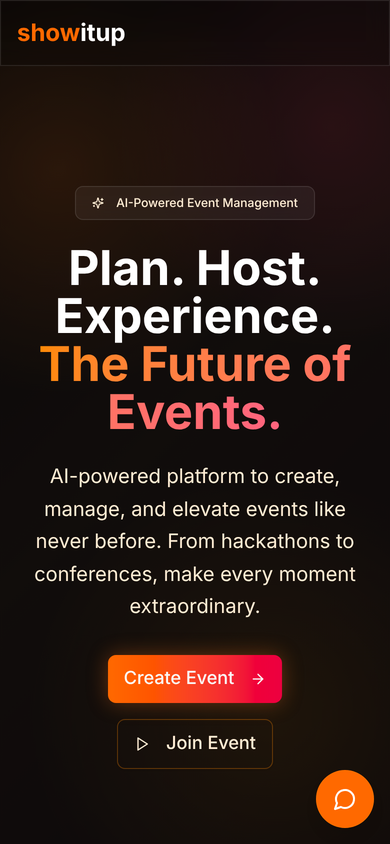 showitup
AI-Powered Event Management
Plan. Host.
Experience.
The Future of
Events.
AI-powered platform to create,
manage, and elevate events like
never before. From hackathons to
conferences, make every moment
extraordinary.
Create Event
Join Event